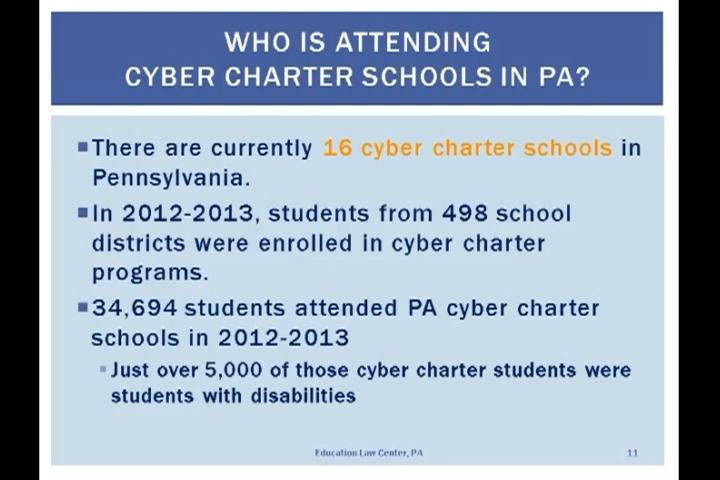 WHO IS ATTENDING
CYBER CHARTER SCHOOLS IN PA?
There are currently 16 cyber charter schools in
Pennsylvania.
In 2012-2013, students from 498 school
districts were enrolled in cyber charter
programs.
34,694 students attended PA cyber charter
schools in 2012-2013
Just over 5,000 of those cyber charter students were
students with disabilities
Education Law Center, PA
11